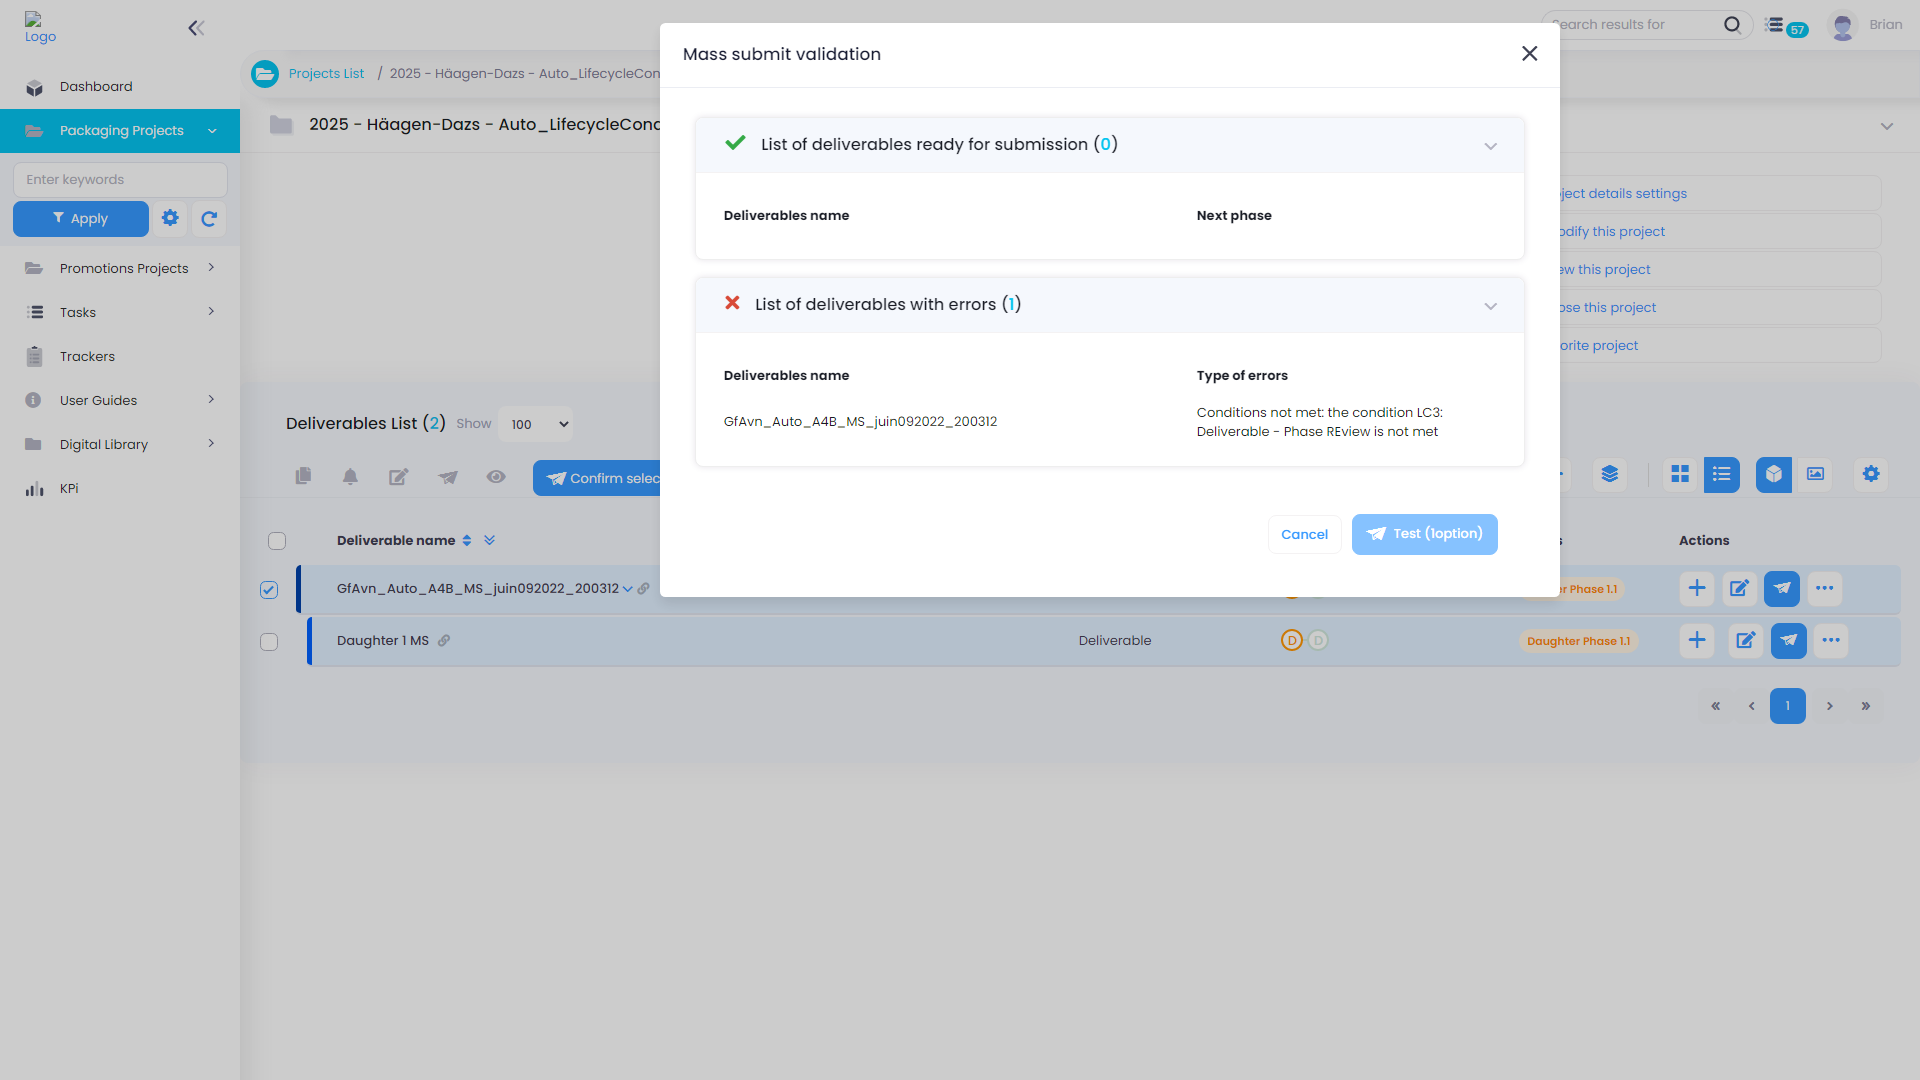 Logo
Dashboard
Packaging Projects
Enter keywords
Apply
Promotions Projects
Tasks
Trackers
User Guides
Digital Library
KPi
Projects List / 2025 - Häagen-Dazs - Auto_LifecycleCon
Search results for
57
Brian
2025 - Häagen-Dazs - Auto_LifecycleCond
Mass submit validation
List of deliverables ready for submission (0)
Deliverables name
Next phase
List of deliverables with errors (1)
Deliverables name
Type of errors
GfAvn_Auto_A4B_MS_juin092022_200312
Conditions not met: the condition LC3:
Deliverable - Phase REview is not met
Cancel
Test (1option)
ject details settings
odify this project
ew this project
ose this project
orite project
Deliverables List (2) Show 100
Confirm selec
Deliverable name
s
Actions
GfAvn_Auto_A4B_MS_juin092022_200312
r Phase 1.1
Daughter 1 MS
Deliverable
D D
Daughter Phase 1.1
« ‹ 1 › »